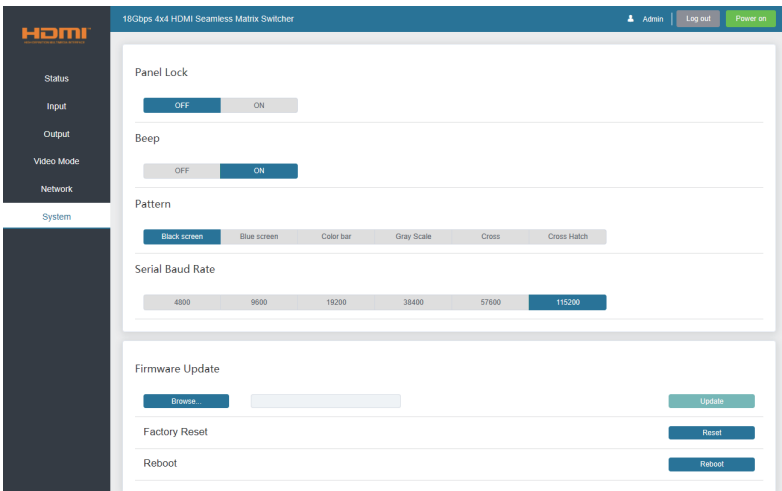 18Gbps 4x4 HDMI Seamless Matrix Switcher
Admin
Log out
Power on
HDMI
Status
Input
Output
Video Mode
Network
System
Panel Lock
OFF ON
Beep
OFF ON
Pattern
Black screen Blue screen Color bar Gray Scale Cross Cross Hatch
Serial Baud Rate
4800 9600 19200 38400 57600 115200
Firmware Update
Browse... Update
Factory Reset Reset
Reboot Reboot